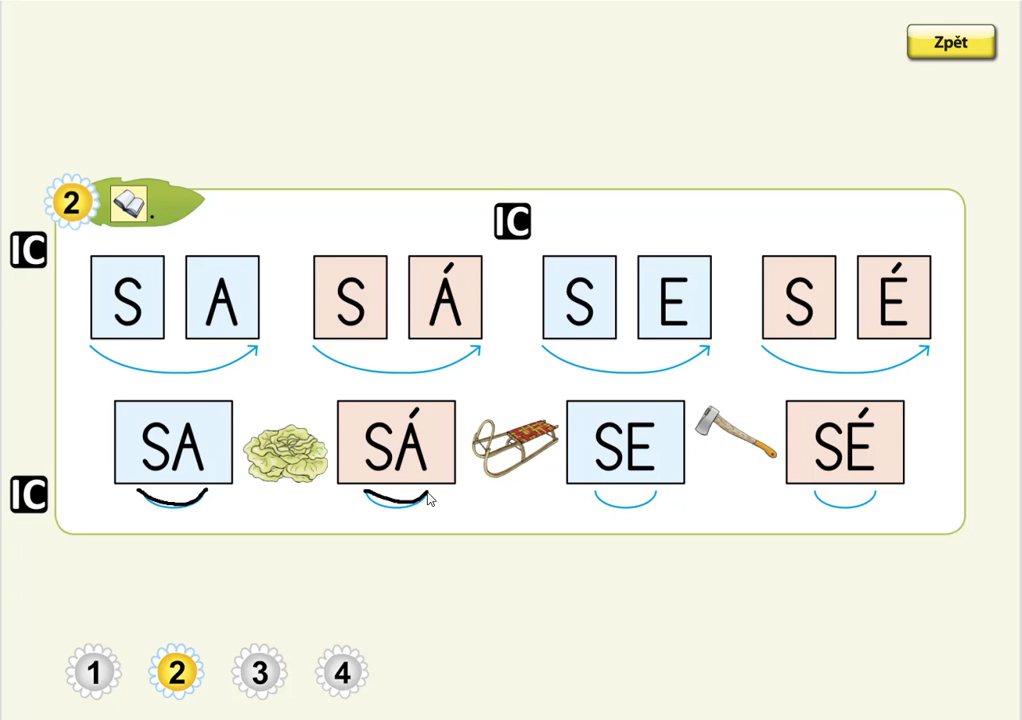 Zpět
2 .
IC
IC
S A S Á S E S É
SA SÁ SE SÉ
IC
1 2 3 4